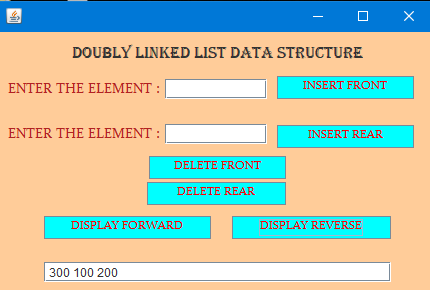 DOUBLY LINKED LIST DATA STRUCTURE
ENTER THE ELEMENT : INSERT FRONT
ENTER THE ELEMENT : INSERT REAR
DELETE FRONT
DELETE REAR
DISPLAY FORWARD DISPLAY REVERSE
300 100 200